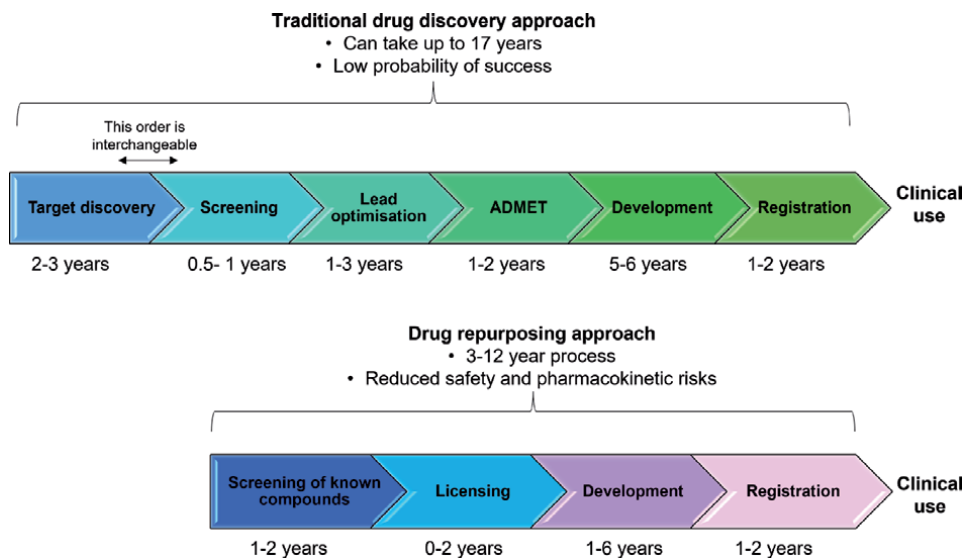 Traditional drug discovery approach
• Can take up to 17 years
• Low probability of success
This order is
interchangeable
Target discovery
Screening
Lead
optimisation
ADMET
Development
Registration
Clinical
use
2-3 years
0.5- 1 years
1-3 years
1-2 years
5-6 years
1-2 years
Drug repurposing approach
• 3-12 year process
• Reduced safety and pharmacokinetic risks
Screening of known
compounds
Licensing
Development
Registration
Clinical
use
1-2 years
0-2 years
1-6 years
1-2 years